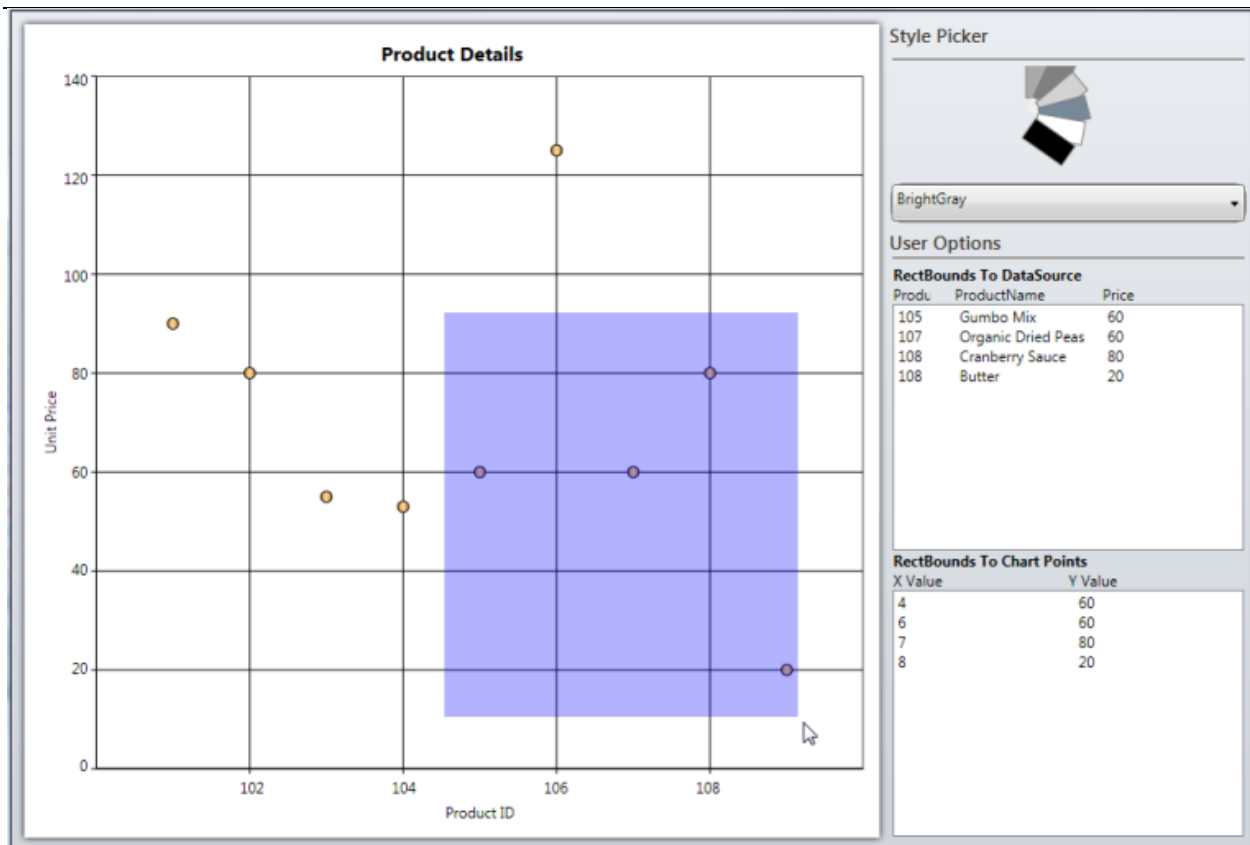 Product Details
140
120
100
80
60
40
20
0
Unit Price
102 104 106 108
Product ID
Style Picker
BrightGray
User Options
RectBounds To DataSource
Produ ProductName Price
105 Gumbo Mix 60
107 Organic Dried Peas 60
108 Cranberry Sauce 80
108 Butter 20
RectBounds To Chart Points
X Value Y Value
4 60
6 60
7 80
8 20